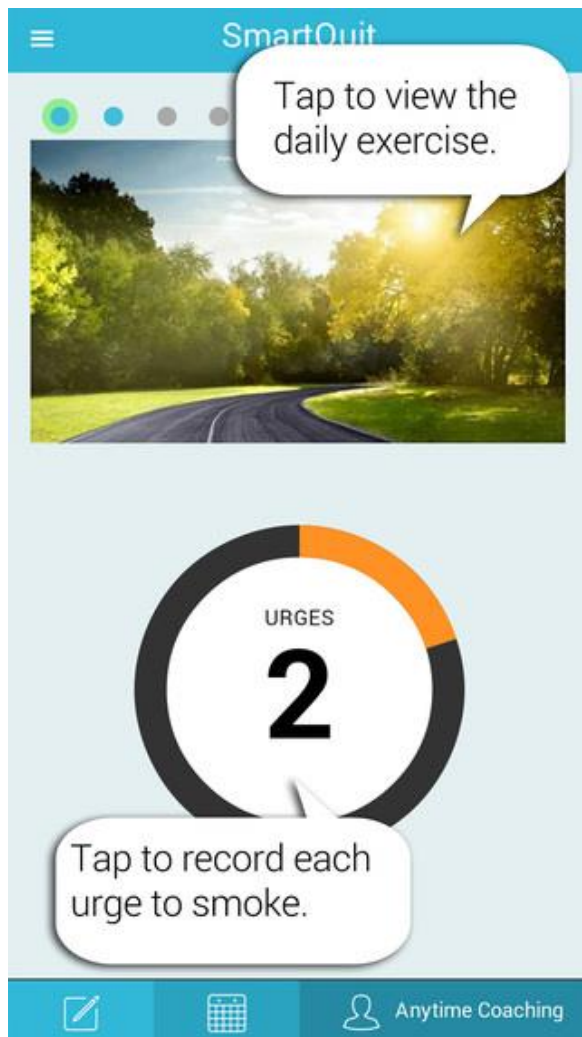 SmartQuit
Tap to view the
daily exercise.
URGES
2
Tap to record each
urge to smoke.
Anytime Coaching